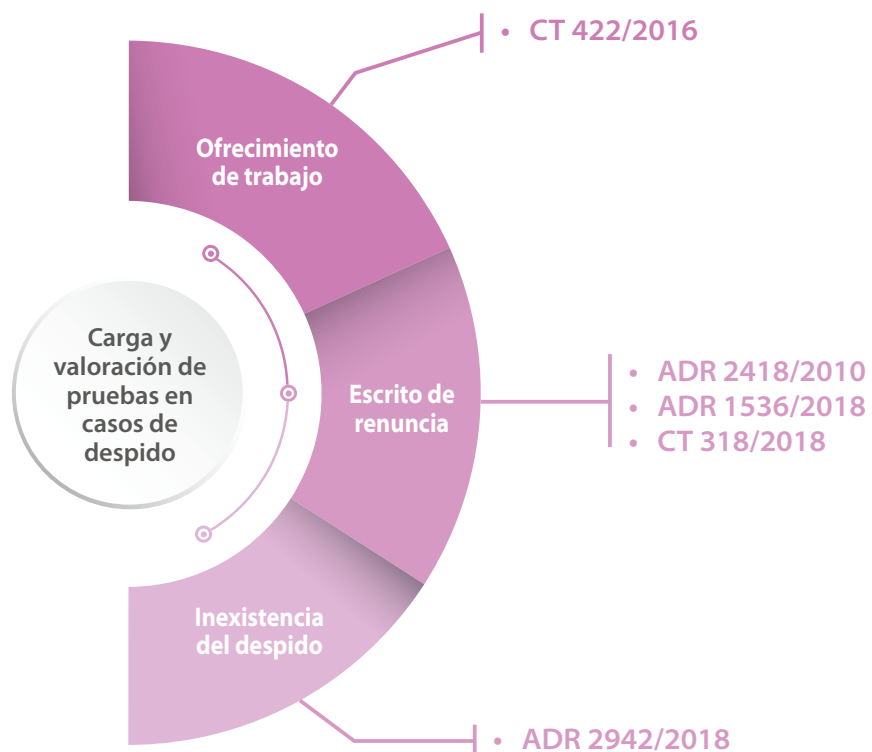 • CT 422/2016
Ofrecimiento
de trabajo
Carga y
valoración de
pruebas en
casos de
despido
Escrito de
renuncia
• ADR 2418/2010
• ADR 1536/2018
• CT 318/2018
Inexistencia
del despido
• ADR 2942/2018